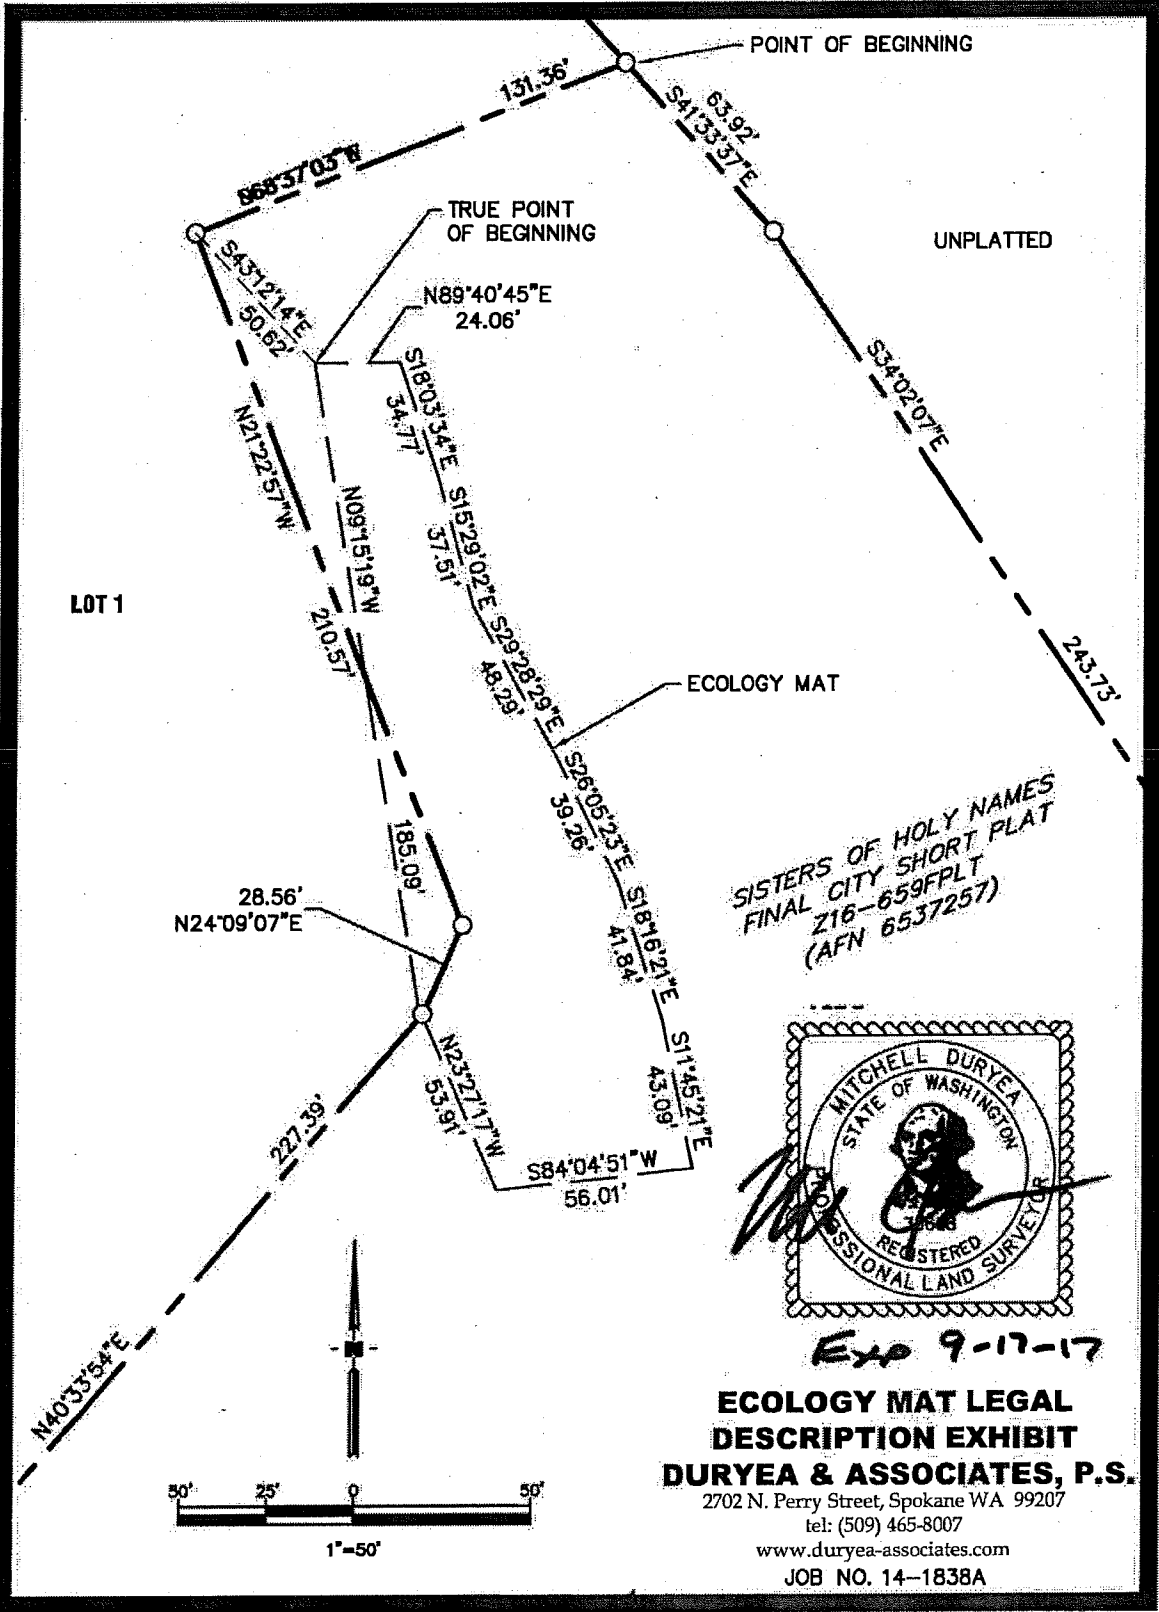 POINT OF BEGINNING
131.36'
63.92'
S41°33'37"E
TRUE POINT
OF BEGINNING
UNPLATTED
S43°12'14"E
50.62'
N89°40'45"E
24.06'
S18°03'34"E
34.77'
S34°02'07"E
N21°22'57"W
N09°15'19"W
S15°29'02"E
37.51'
LOT 1
210.57'
S29°28'29"E
48.29'
243.73'
ECOLOGY MAT
S26°05'23"E
39.26'
185.09'
SISTERS OF HOLY NAMES
FINAL CITY SHORT PLAT
Z16-659FPLT
(AFN 6537257)
28.56'
N24°09'07"E
S18°16'21"E
41.84'
N23°27'17"W
53.91'
S11°45'21"E
43.09'
227.39'
S84°04'51"W
56.01'
MITCHELL DURYEA
STATE OF WASHINGTON
REGISTERED
PROFESSIONAL LAND SURVEYOR
N
N40°33'54"E
Exp 9-17-17
50' 25' 0 50'
1"=50'
ECOLOGY MAT LEGAL
DESCRIPTION EXHIBIT
DURYEA & ASSOCIATES, P.S.
2702 N. Perry Street, Spokane WA 99207
tel: (509) 465-8007
www.duryea-associates.com
JOB NO. 14-1838A